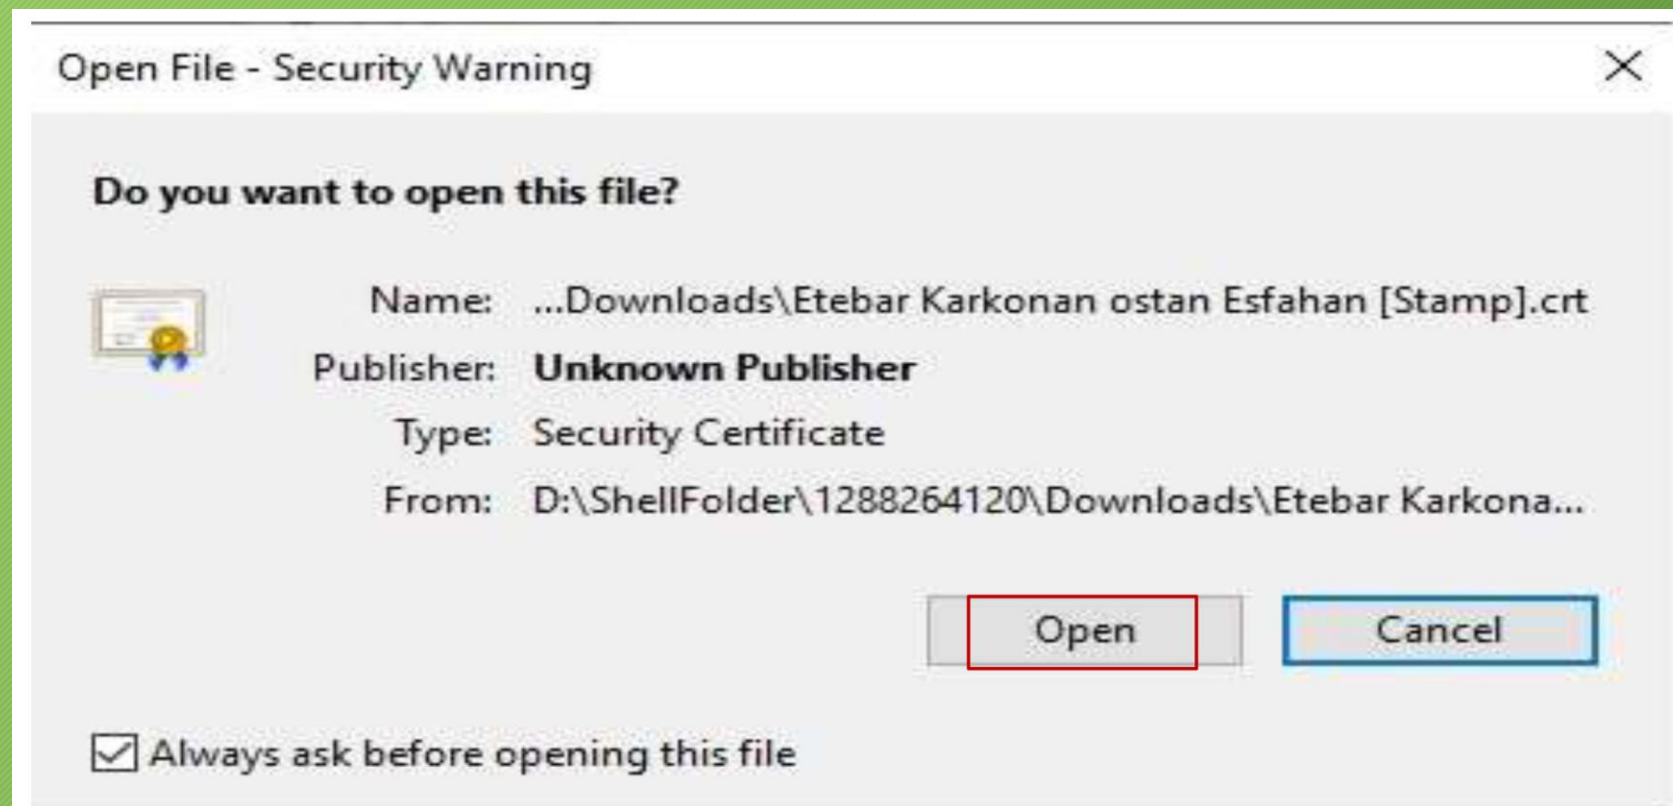 Open File - Security Warning
Do you want to open this file?
Name: ...Downloads\Etebar Karkonan ostan Esfahan [Stamp].crt
Publisher: Unknown Publisher
Type: Security Certificate
From: D:\ShellFolder\1288264120\Downloads\Etebar Karkona...
Open Cancel
Always ask before opening this file